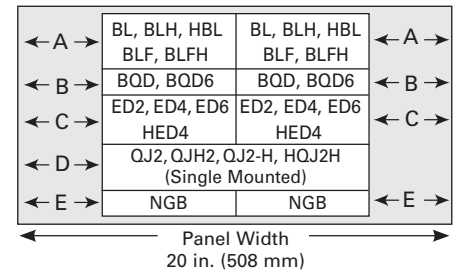 A BL, BLH, HBL BL, BLH, HBL A
BLF, BLFH BLF, BLFH
B BQD, BQD6 BQD, BQD6 B
C ED2, ED4, ED6 ED2, ED4, ED6 C
HED4 HED4
D QJ2, QJH2, QJ2-H, HQJ2H
(Single Mounted)
E NGB NGB E
Panel Width
20 in. (508 mm)